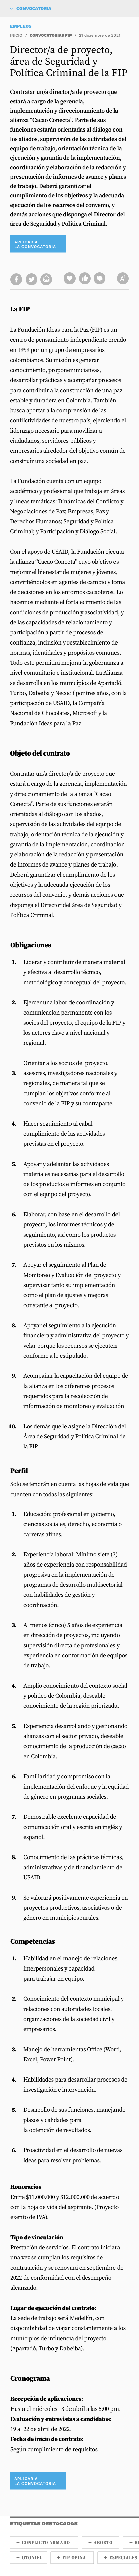 ← CONVOCATORIA
EMPLEOS
INICIO / CONVOCATORIAS FIP / 21 diciembre de 2021
Director/a de proyecto,
área de Seguridad y
Política Criminal de la FIP
Contratar un/a director/a de proyecto que
estará a cargo de la gerencia,
implementación y direccionamiento de la
alianza “Cacao Conecta”. Parte de sus
funciones estarán orientadas al diálogo con
los aliados, supervisión de las actividades del
equipo de trabajo, orientación técnica de la
ejecución y garantía de la implementación,
coordinación y elaboración de la redacción y
presentación de informes de avance y planes
de trabajo. Deberá garantizar el
cumplimiento de los objetivos y la adecuada
ejecución de los recursos del convenio, y
demás acciones que disponga el Director del
área de Seguridad y Política Criminal.
APLICAR A
LA CONVOCATORIA
La FIP
La Fundación Ideas para la Paz (FIP) es un
centro de pensamiento independiente creado
en 1999 por un grupo de empresarios
colombianos. Su misión es generar
conocimiento, proponer iniciativas,
desarrollar prácticas y acompañar procesos
para contribuir a la construcción de una paz
estable y duradera en Colombia. También
busca aportar a la comprensión de las
conflictividades de nuestro país, ejerciendo el
liderazgo necesario para movilizar a
ciudadanos, servidores públicos y
empresarios alrededor del objetivo común de
construir una sociedad en paz.
La Fundación cuenta con un equipo
académico y profesional que trabaja en áreas
y líneas temáticas: Dinámicas del Conflicto y
Negociaciones de Paz; Empresas, Paz y
Derechos Humanos; Seguridad y Política
Criminal; y Participación y Diálogo Social.
Con el apoyo de USAID, la Fundación ejecuta
la alianza “Cacao Conecta” cuyo objetivo es
mejorar el bienestar de mujeres y jóvenes,
convirtiéndolos en agentes de cambio y toma
de decisiones en los entornos cacaoteros. Lo
hacemos mediante el fortalecimiento de las
capacidades de gestión de paz y asociatividad, y
de las capacidades de relacionamiento y
participación a partir de procesos de
confianza, incluyendo el restablecimiento de
normas, identidades y propósitos comunes.
Todo esto permitirá mejorar la gobernanza a
nivel comunitario e institucional. La Alianza
se desarrolla en los municipios de Apartadó,
Turbo, Dabeiba y Necoclí por tres años, con la
participación de USAID, la Compañía
Nacional de Chocolates, Microsoft y la
Fundación Ideas para la Paz.
Objeto del contrato
Contratar un/a director/a de proyecto que
estará a cargo de la gerencia, implementación
y direccionamiento de la alianza “Cacao
Conecta”. Parte de sus funciones estarán
orientadas al diálogo con los aliados,
supervisión de las actividades del equipo de
trabajo, orientación técnica de la ejecución y
garantía de la implementación, coordinación
y elaboración de la redacción y presentación
de informes de avance y planes de trabajo.
Deberá garantizar el cumplimiento de los
objetivos y la adecuada ejecución de los
recursos del convenio, y demás acciones que
disponga el Director del área de Seguridad y
Política Criminal.
Obligaciones
1. Liderar y contribuir de manera material
y efectiva al desarrollo técnico,
metodológico y conceptual del proyecto.
2. Ejercer una labor de coordinación y
comunicación permanente con los
socios del proyecto, el equipo de la FIP y
los actores clave a nivel nacional y
regional.
Orientar a los socios del proyecto,
3. asesores, investigadores nacionales y
regionales, de manera tal que se
cumplan los objetivos conforme al
convenio de la FIP y su contraparte.
4. Hacer seguimiento al cabal
cumplimiento de las actividades
previstas en el proyecto.
5. Apoyar y adelantar las actividades
materiales necesarias para el desarrollo
de los productos e informes en conjunto
con el equipo del proyecto.
6. Elaborar, con base en el desarrollo del
proyecto, los informes técnicos y de
seguimiento, así como los productos
previstos en los mismos.
7. Apoyar el seguimiento al Plan de
Monitoreo y Evaluación del proyecto y
supervisar tanto su implementación
como el plan de ajustes y mejoras
constante al proyecto.
8. Apoyar el seguimiento a la ejecución
financiera y administrativa del proyecto y
velar porque los recursos se ejecuten
conforme a lo estipulado.
9. Acompañar la capacitación del equipo de
la alianza en los diferentes procesos
requeridos para la recolección de
información de monitoreo y evaluación
10. Los demás que le asigne la Dirección del
Área de Seguridad y Política Criminal de
la FIP.
Perfil
Solo se tendrán en cuenta las hojas de vida que
cuenten con todas las siguientes:
1. Educación: profesional en gobierno,
ciencias sociales, derecho, economía o
carreras afines.
2. Experiencia laboral: Mínimo siete (7)
años de experiencia con responsabilidad
progresiva en la implementación de
programas de desarrollo multisectorial
con habilidades de gestión y
coordinación.
3. Al menos (cinco) 5 años de experiencia
en dirección de proyectos, incluyendo
supervisión directa de profesionales y
experiencia en conformación de equipos
de trabajo.
4. Amplio conocimiento del contexto social
y político de Colombia, deseable
conocimiento de la región priorizada.
5. Experiencia desarrollando y gestionando
alianzas con el sector privado, deseable
conocimiento de la producción de cacao
en Colombia.
6. Familiaridad y compromiso con la
implementación del enfoque y la equidad
de género en programas sociales.
7. Demostrable excelente capacidad de
comunicación oral y escrita en inglés y
español.
8. Conocimiento de las prácticas técnicas,
administrativas y de financiamiento de
USAID.
9. Se valorará positivamente experiencia en
proyectos productivos, asociativos o de
género en municipios rurales.
Competencias
1. Habilidad en el manejo de relaciones
interpersonales y capacidad
para trabajar en equipo.
2. Conocimiento del contexto municipal y
relaciones con autoridades locales,
organizaciones de la sociedad civil y
empresarios.
3. Manejo de herramientas Office (Word,
Excel, Power Point).
4. Habilidades para desarrollar procesos de
investigación e intervención.
5. Desarrollo de sus funciones, manejando
plazos y calidades para
la obtención de resultados.
6. Proactividad en el desarrollo de nuevas
ideas para resolver problemas.
Honorarios
Entre $11.000.000 y $12.000.000 de acuerdo
con la hoja de vida del aspirante. (Proyecto
exento de IVA).
Tipo de vinculación
Prestación de servicios. El contrato iniciará
una vez se cumplan los requisitos de
contratación y se renovará en septiembre de
2022 de conformidad con el desempeño
alcanzado.
Lugar de ejecución del contrato:
La sede de trabajo será Medellín, con
disponibilidad de viajar constantemente a los
municipios de influencia del proyecto
(Apartadó, Turbo y Dabeiba).
Cronograma
Recepción de aplicaciones:
Hasta el miércoles 13 de abril a las 5:00 pm.
Evaluación y entrevistas a candidatos:
19 al 22 de abril de 2022.
Fecha de inicio de contrato:
Según cumplimiento de requisitos
APLICAR A
LA CONVOCATORIA
ETIQUETAS DESTACADAS
+ CONFLICTO ARMADO + ABORTO
+ OTONIEL + FIP OPINA + ESPECIALES